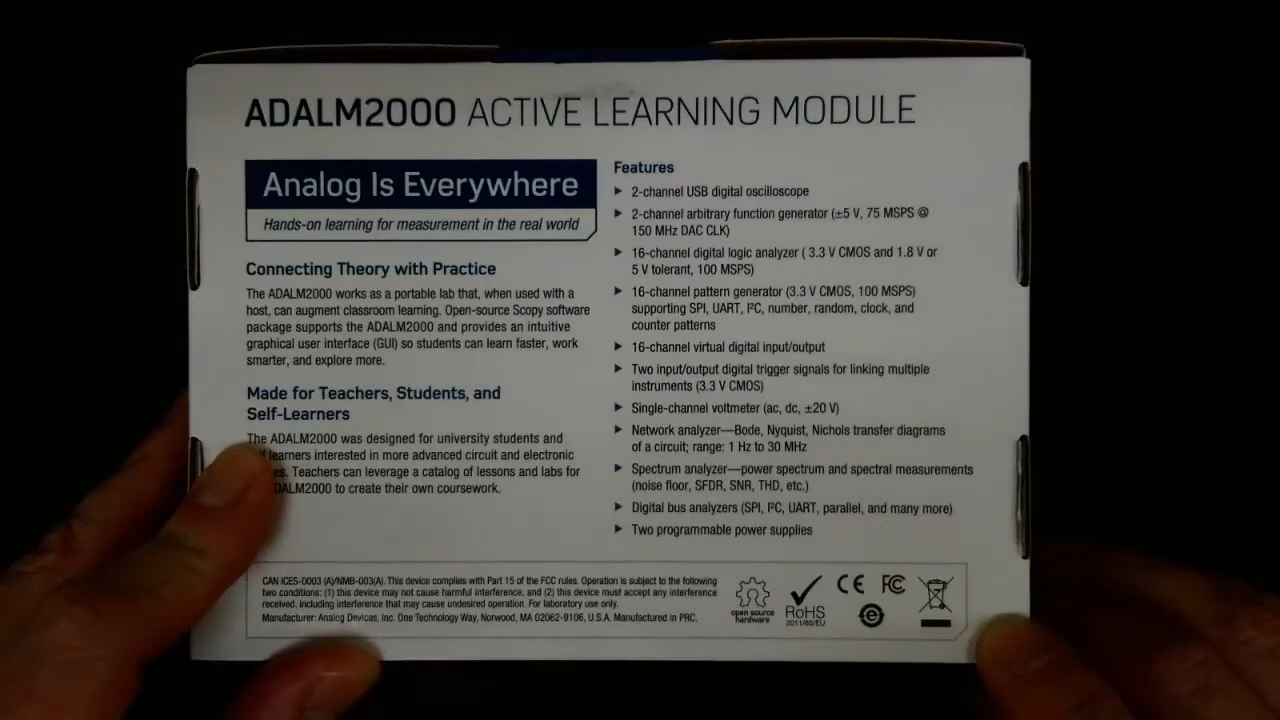 ADALM2000 ACTIVE LEARNING MODULE
Analog Is Everywhere
Hands-on learning for measurement in the real world
Connecting Theory with Practice
The ADALM2000 works as a portable lab that, when used with a
host, can augment classroom learning. Open-source Scopy software
package supports the ADALM2000 and provides an intuitive
graphical user interface (GUI) so students can learn faster, work
smarter, and explore more.
Made for Teachers, Students, and
Self-Learners
The ADALM2000 was designed for university students and
learners interested in more advanced circuit and electronic
Teachers can leverage a catalog of lessons and labs for
to create their own coursework.
Features
▶ 2-channel USB digital oscilloscope
▶ 2-channel arbitrary function generator (±5 V, 75 MSPS @
150 MHz DAC CLK)
▶ 16-channel digital logic analyzer ( 3.3 V CMOS and 1.8 V or
5 V tolerant, 100 MSPS)
▶ 16-channel pattern generator (3.3 V CMOS, 100 MSPS)
supporting SPI, UART, I²C, number, random, clock, and
counter patterns
▶ 16-channel virtual digital input/output
▶ Two input/output digital trigger signals for linking multiple
instruments (3.3 V CMOS)
▶ Single-channel voltmeter (ac, dc, ±20 V)
▶ Network analyzer—Bode, Nyquist, Nichols transfer diagrams
of a circuit; range: 1 Hz to 30 MHz
▶ Spectrum analyzer—power spectrum and spectral measurements
(noise floor, SFDR, SNR, THD, etc.)
▶ Digital bus analyzers (SPI, I²C, UART, parallel, and many more)
▶ Two programmable power supplies
CAN ICES-0003 (A)/NMB-003(A). This device complies with Part 15 of the FCC rules. Operation is subject to the following
two conditions: (1) this device may not cause harmful interference, and (2) this device must accept any interference
received, including interference that may cause undesired operation. For laboratory use only.
Manufacturer: Analog Devices, Inc. One Technology Way, Norwood, MA 02062-9106, U.S.A. Manufactured in PRC.
open source
hardware
RoHS
2011/65/EU
CE
FC
e